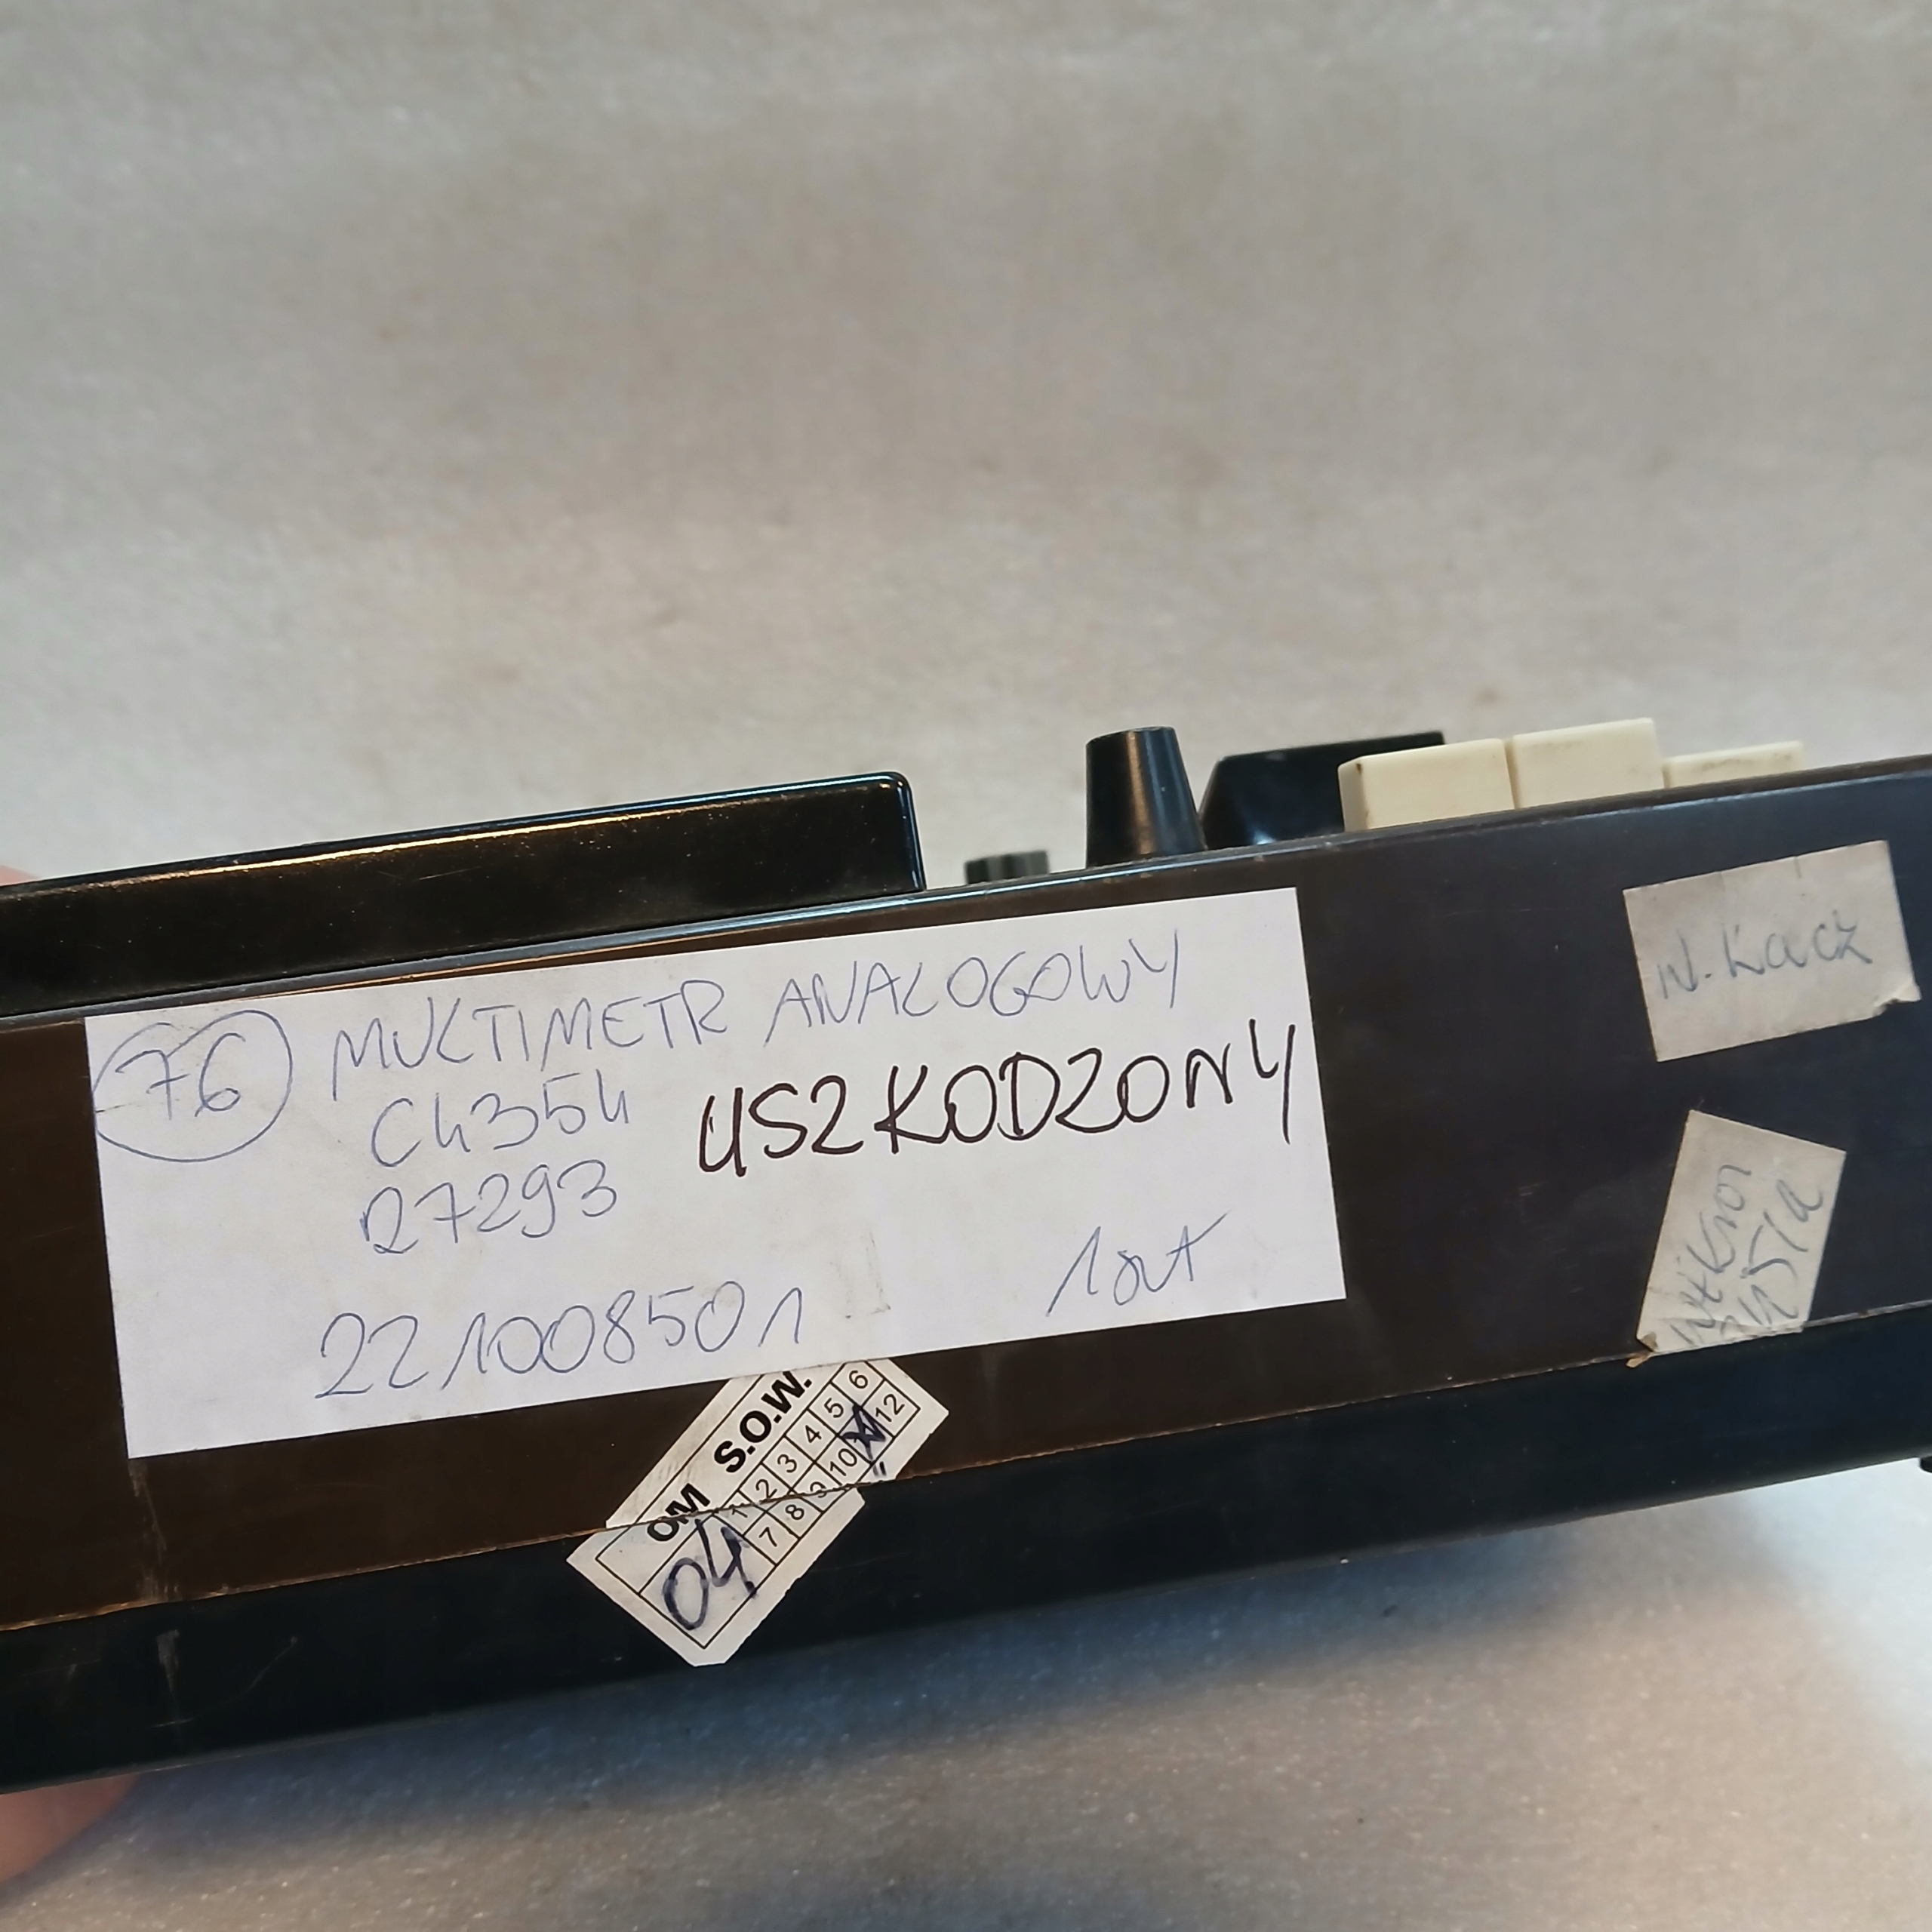 76 MULTIMETR ANALOGOWY
C4354 USZKODZONY
27293
221008501 1szt
N. Kacz
OM S.O.W.
1 2 3 4 5 6
04 7 8 9 10 11 12